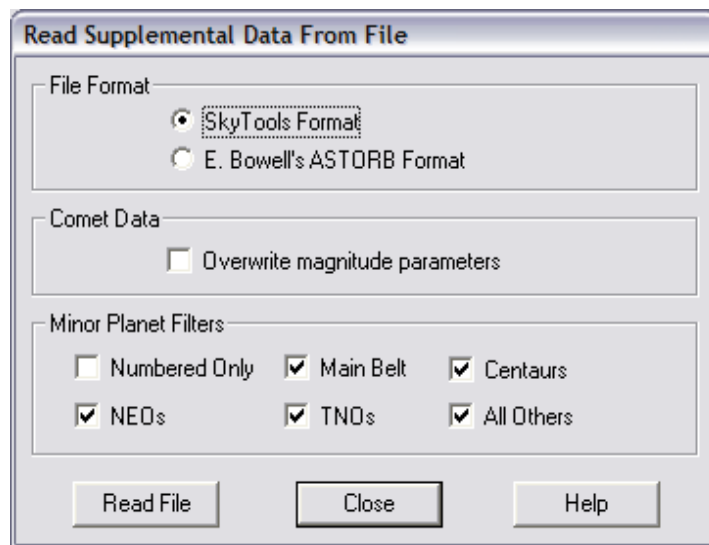 Read Supplemental Data From File
File Format
SkyTools Format
E. Bowell's ASTORB Format
Comet Data
Overwrite magnitude parameters
Minor Planet Filters
Numbered Only Main Belt Centaurs
NEOs TNOs All Others
Read File Close Help